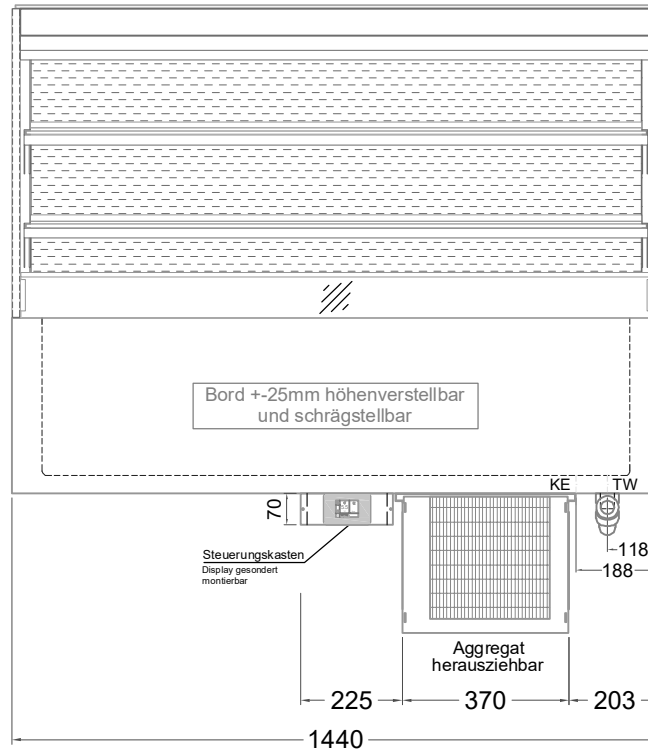 Bord +-25mm höhenverstellbar
und schrägstellbar
KE
TW
70
Steuerungskasten
Display gesondert
montierbar
118
188
Aggregat
herausziehbar
225
370
203
1440